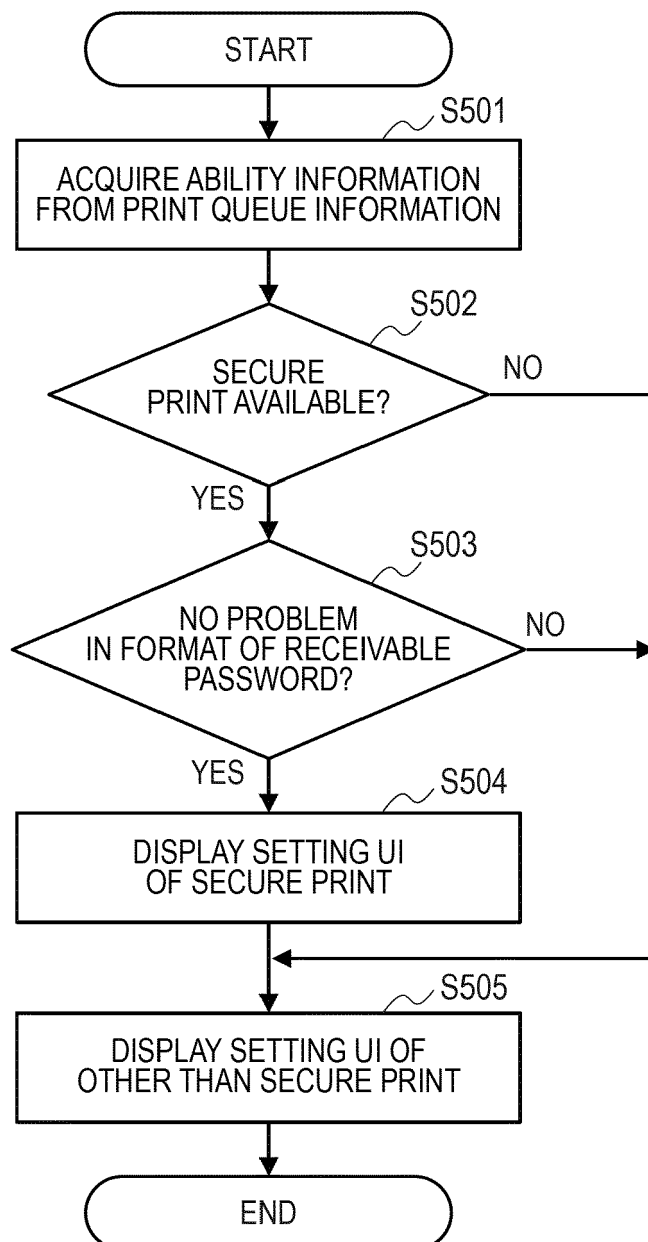 START
S501
ACQUIRE ABILITY INFORMATION
FROM PRINT QUEUE INFORMATION
S502
SECURE
PRINT AVAILABLE?
NO
YES
S503
NO PROBLEM
IN FORMAT OF RECEIVABLE
PASSWORD?
NO
YES
S504
DISPLAY SETTING UI
OF SECURE PRINT
S505
DISPLAY SETTING UI OF
OTHER THAN SECURE PRINT
END